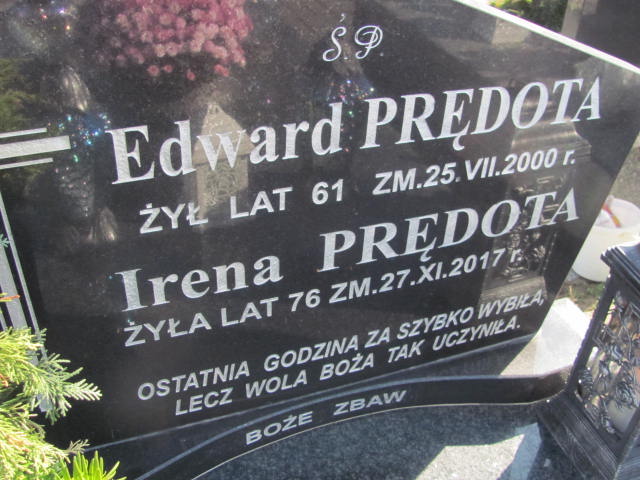 Ś.P.
Edward PRĘDOTA
ŻYŁ LAT 61 ZM.25.VII.2000 r.
Irena PRĘDOTA
ŻYŁA LAT 76 ZM.27.XI.2017 r.
OSTATNIA GODZINA ZA SZYBKO WYBIŁA,
LECZ WOLA BOŻA TAK UCZYNIŁA.
BOŻE ZBAW